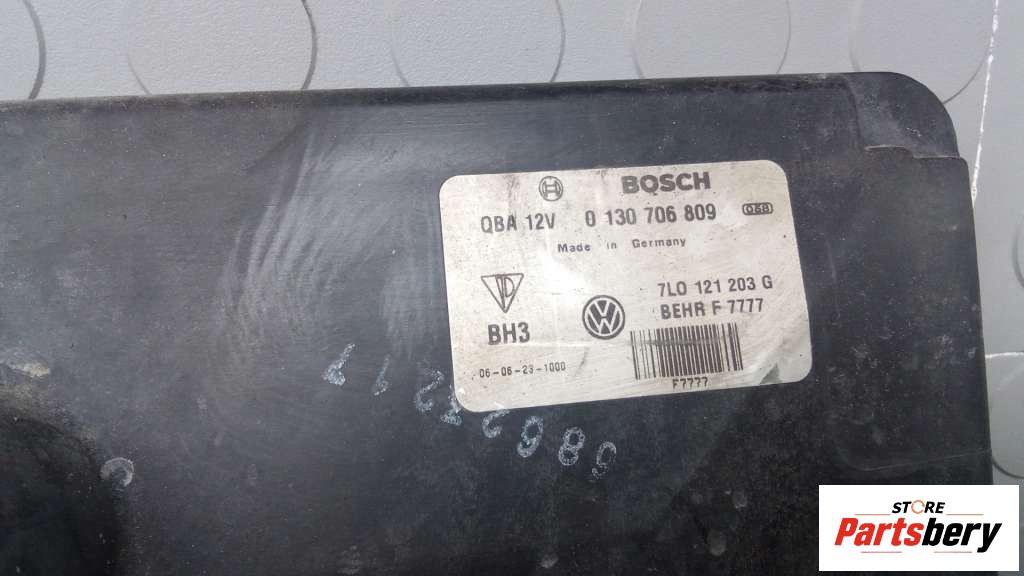 BOSCH
QBA 12V 0 130 706 809 058
Made in Germany
7L0 121 203 G
BEHR F 7777
BH3
06-06-23-1000
F7777
STORE
Partsbery